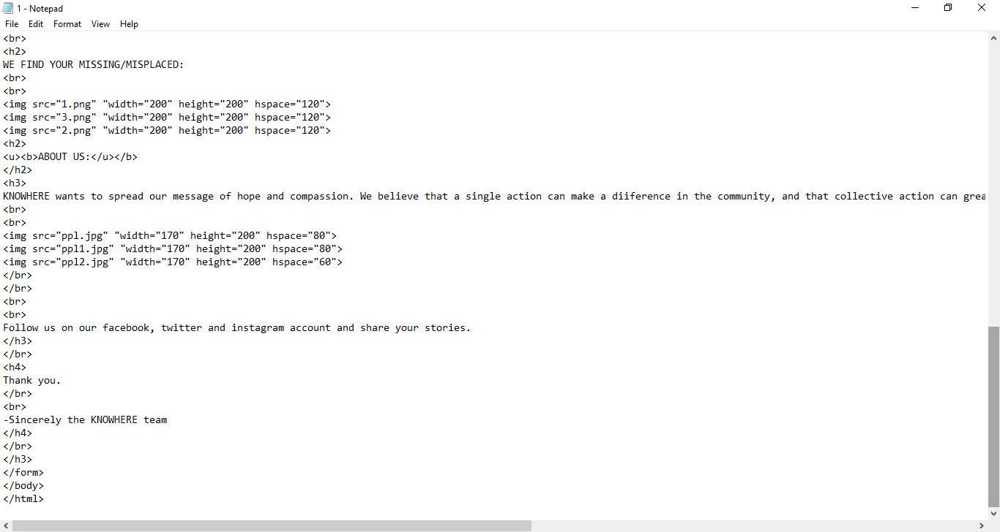 1 - Notepad
File Edit Format View Help
<br>
<h2>
WE FIND YOUR MISSING/MISPLACED:
<br>
<br>
<img src="1.png" "width="200" height="200" hspace="120">
<img src="3.png" "width="200" height="200" hspace="120">
<img src="2.png" "width="200" height="200" hspace="120">
<h2>
<u><b>ABOUT US:</u></b>
</h2>
<h3>
KNOWHERE wants to spread our message of hope and compassion. We believe that a single action can make a diiference in the community, and that collective action can grea
<br>
<br>
<img src="ppl.jpg" "width="170" height="200" hspace="80">
<img src="ppl1.jpg" "width="170" height="200" hspace="80">
<img src="ppl2.jpg" "width="170" height="200" hspace="60">
</br>
</br>
<br>
<br>
Follow us on our facebook, twitter and instagram account and share your stories.
</h3>
</br>
<h4>
Thank you.
</br>
<br>
-Sincerely the KNOWHERE team
</h4>
</br>
</h3>
</form>
</body>
</html>